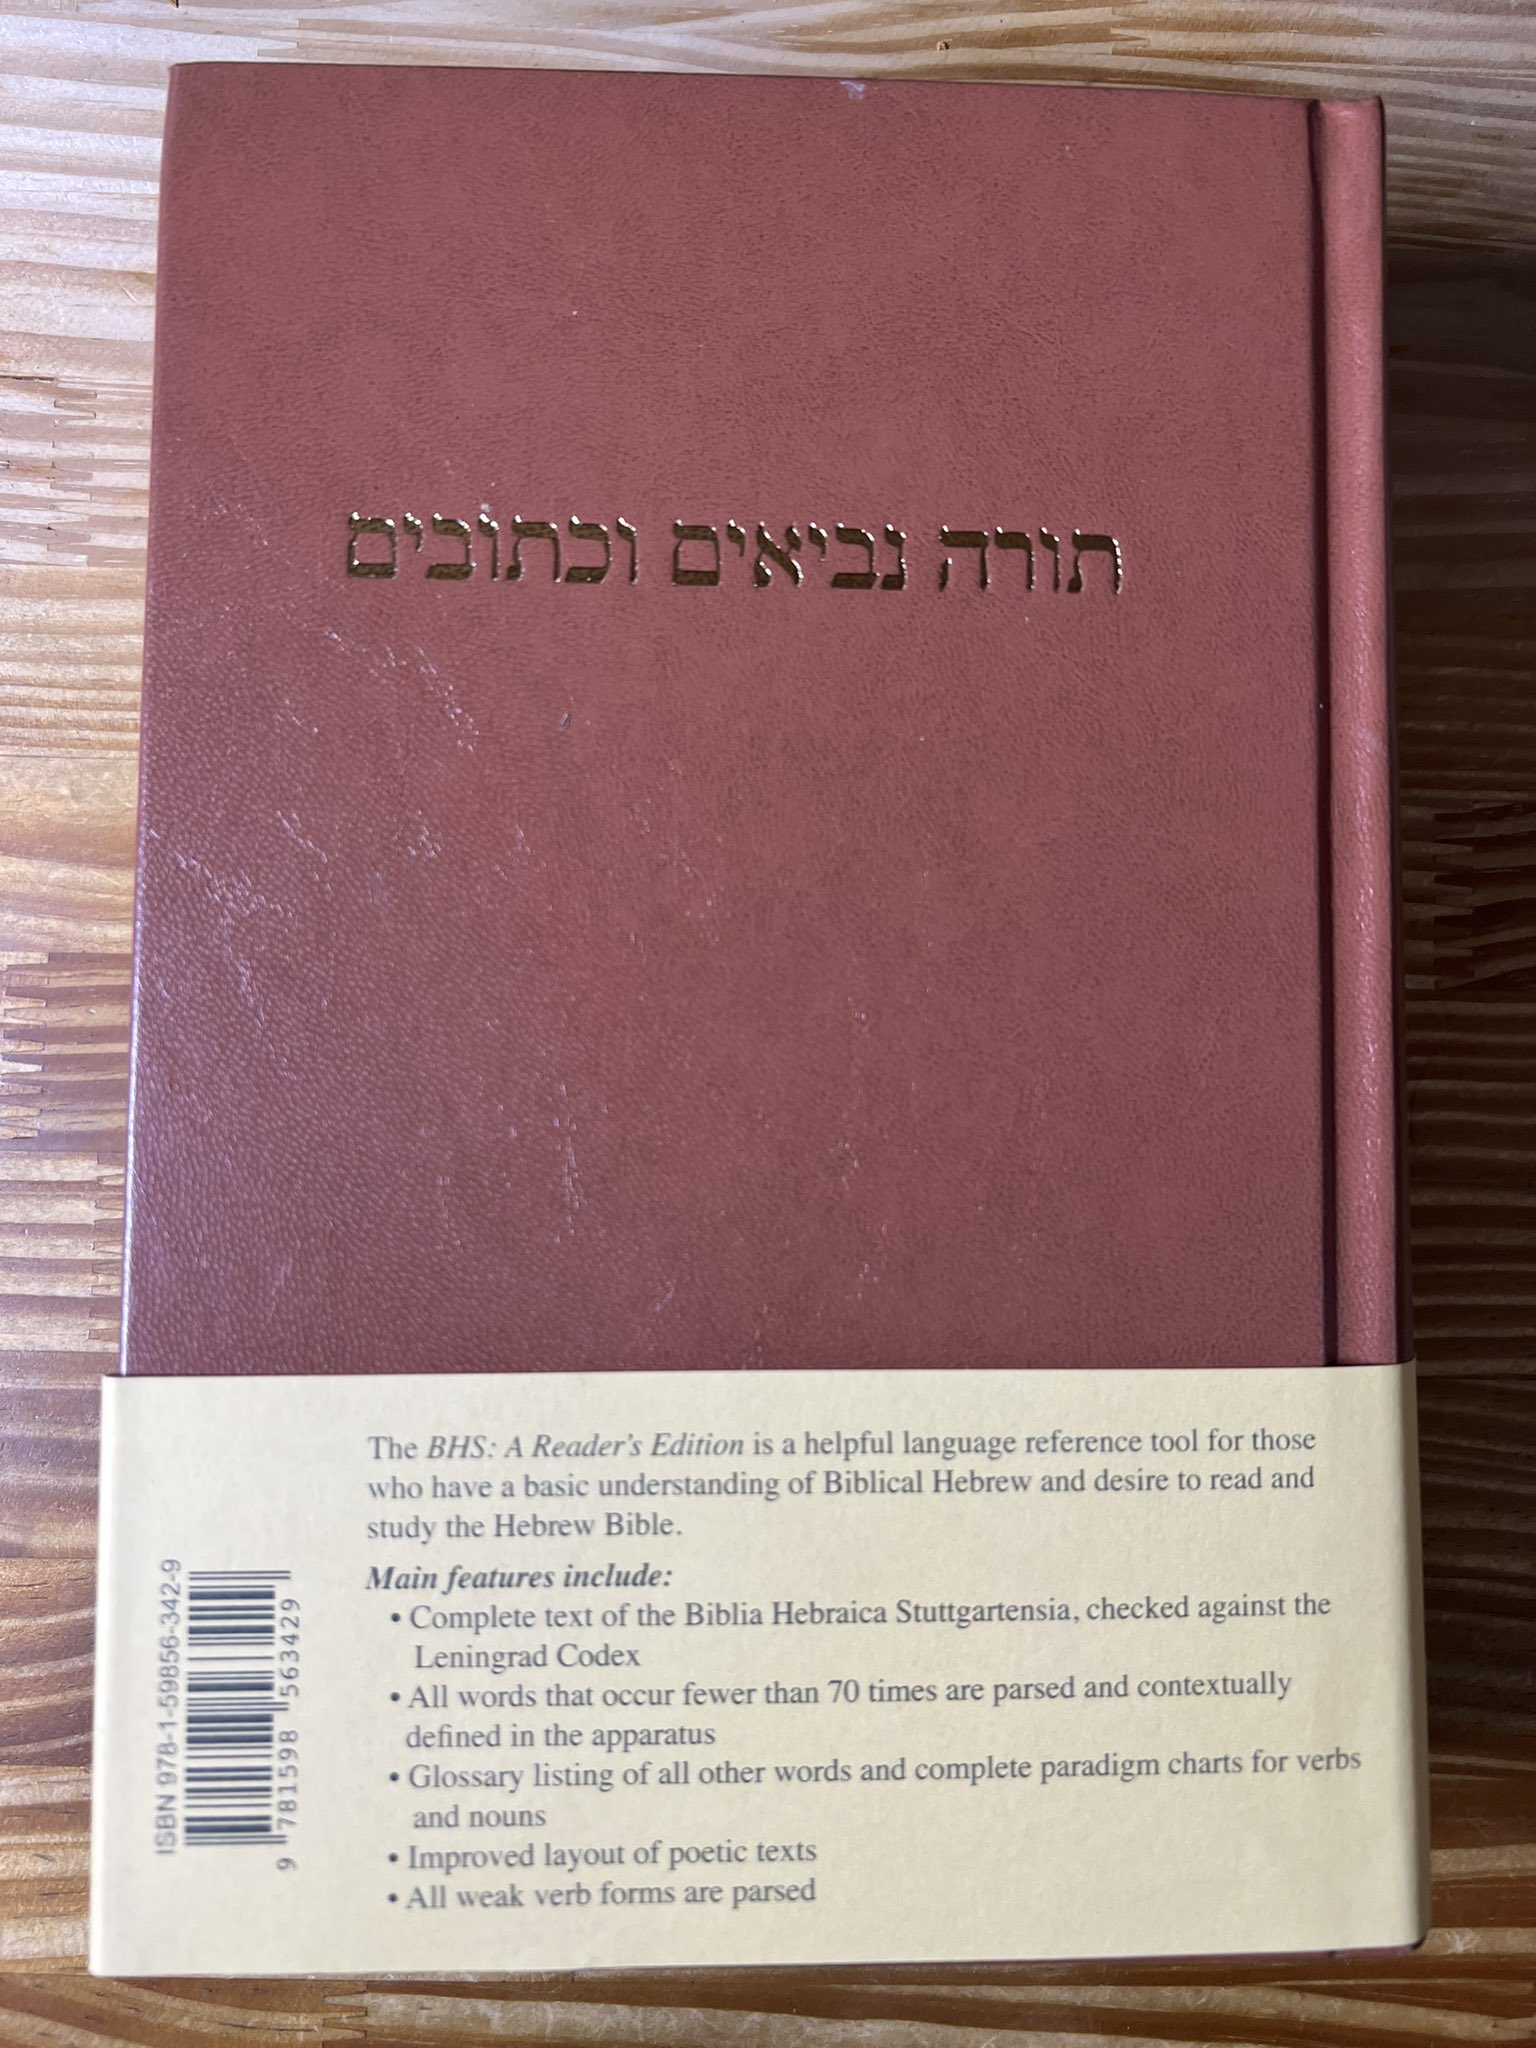 תורה נביאים וכתובים
The BHS: A Reader's Edition is a helpful language reference tool for those
who have a basic understanding of Biblical Hebrew and desire to read and
study the Hebrew Bible.
Main features include:
• Complete text of the Biblia Hebraica Stuttgartensia, checked against the
Leningrad Codex
• All words that occur fewer than 70 times are parsed and contextually
defined in the apparatus
• Glossary listing of all other words and complete paradigm charts for verbs
and nouns
• Improved layout of poetic texts
• All weak verb forms are parsed
ISBN 978-1-59856-342-9
9 781598 563429